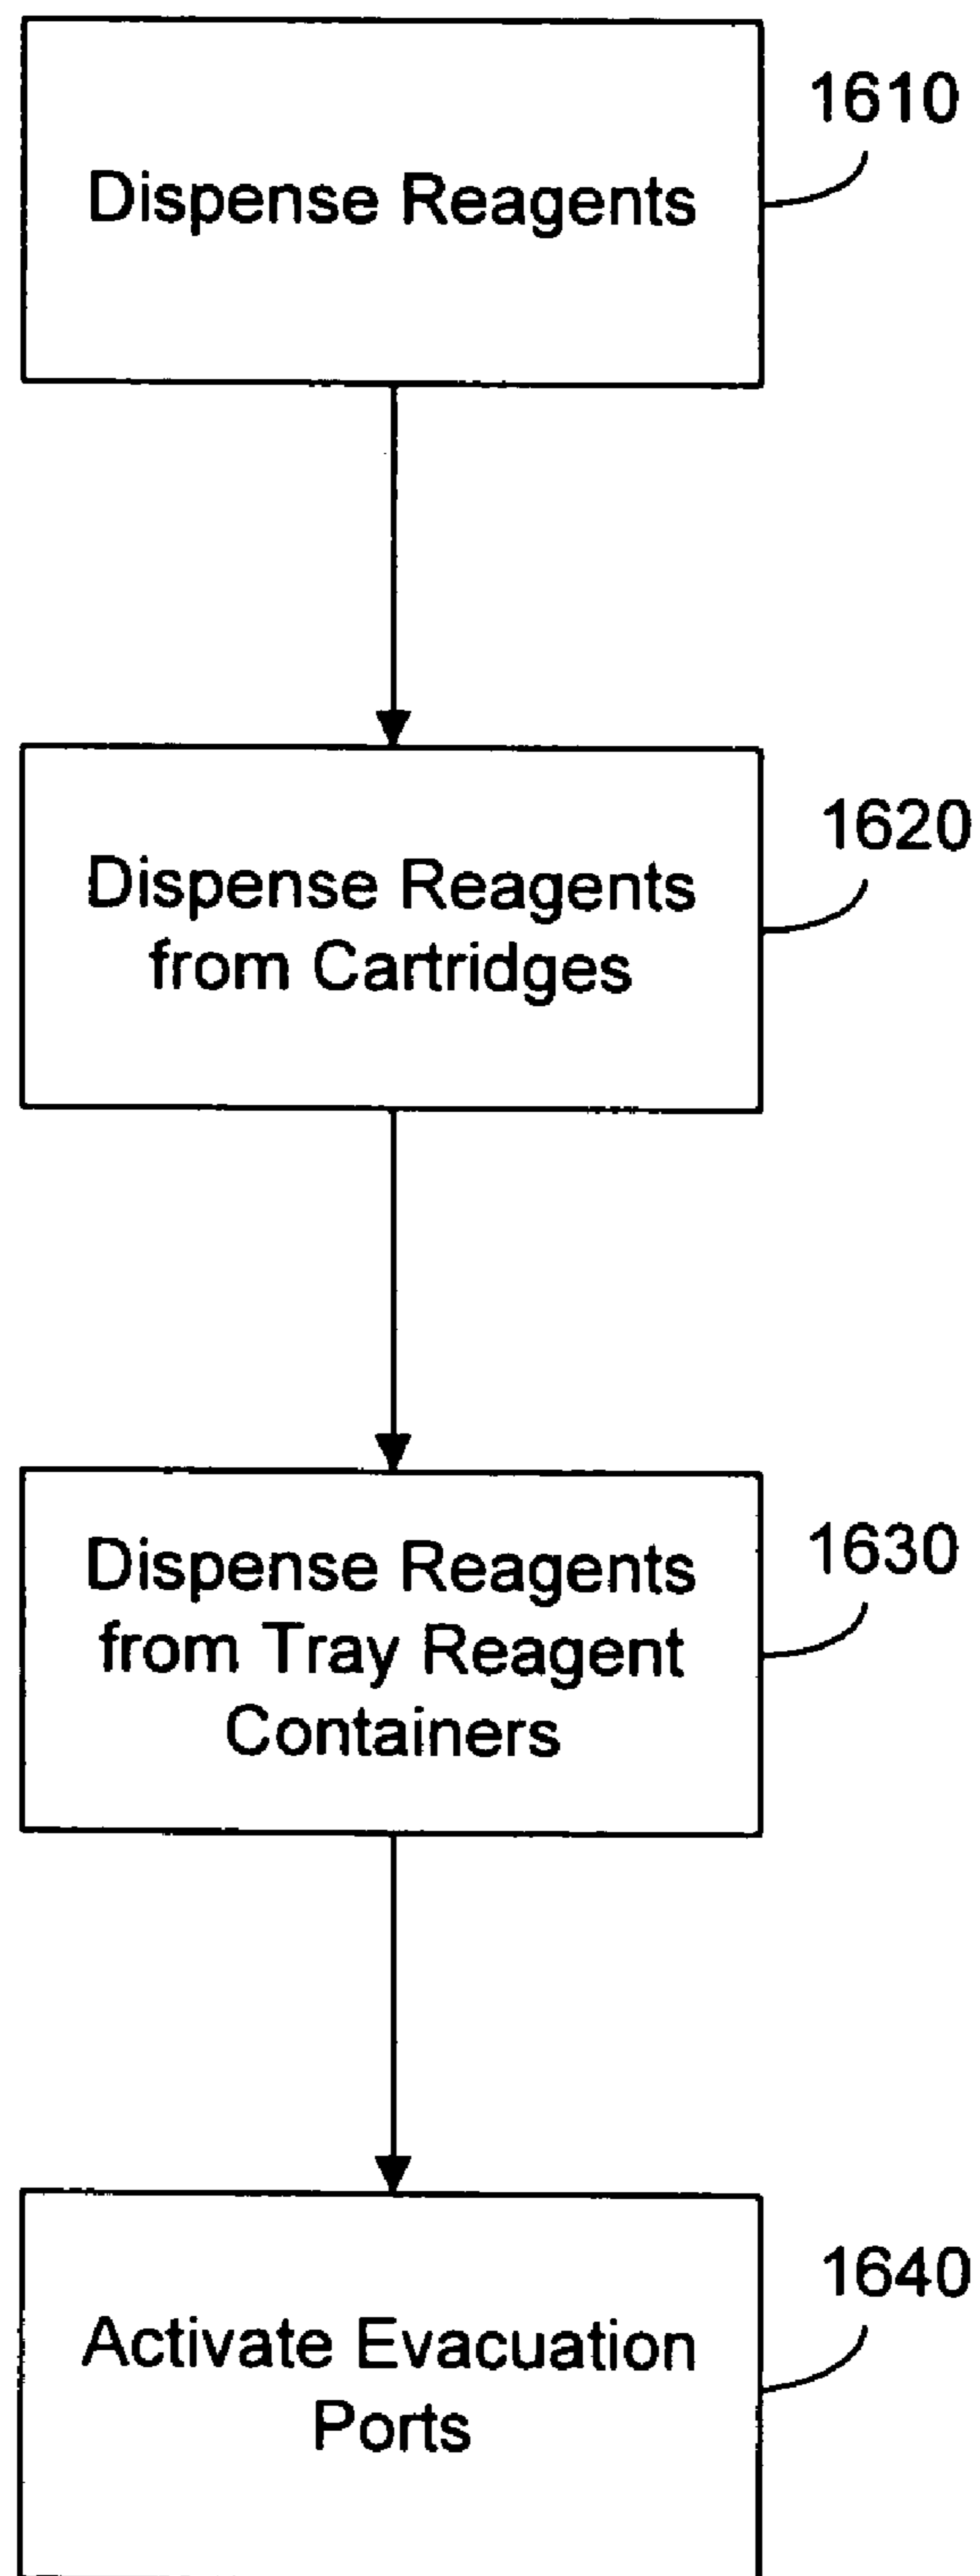 1610
Dispense Reagents
1620
Dispense Reagents
from Cartridges
1630
Dispense Reagents
from Tray Reagent
Containers
1640
Activate Evacuation
Ports